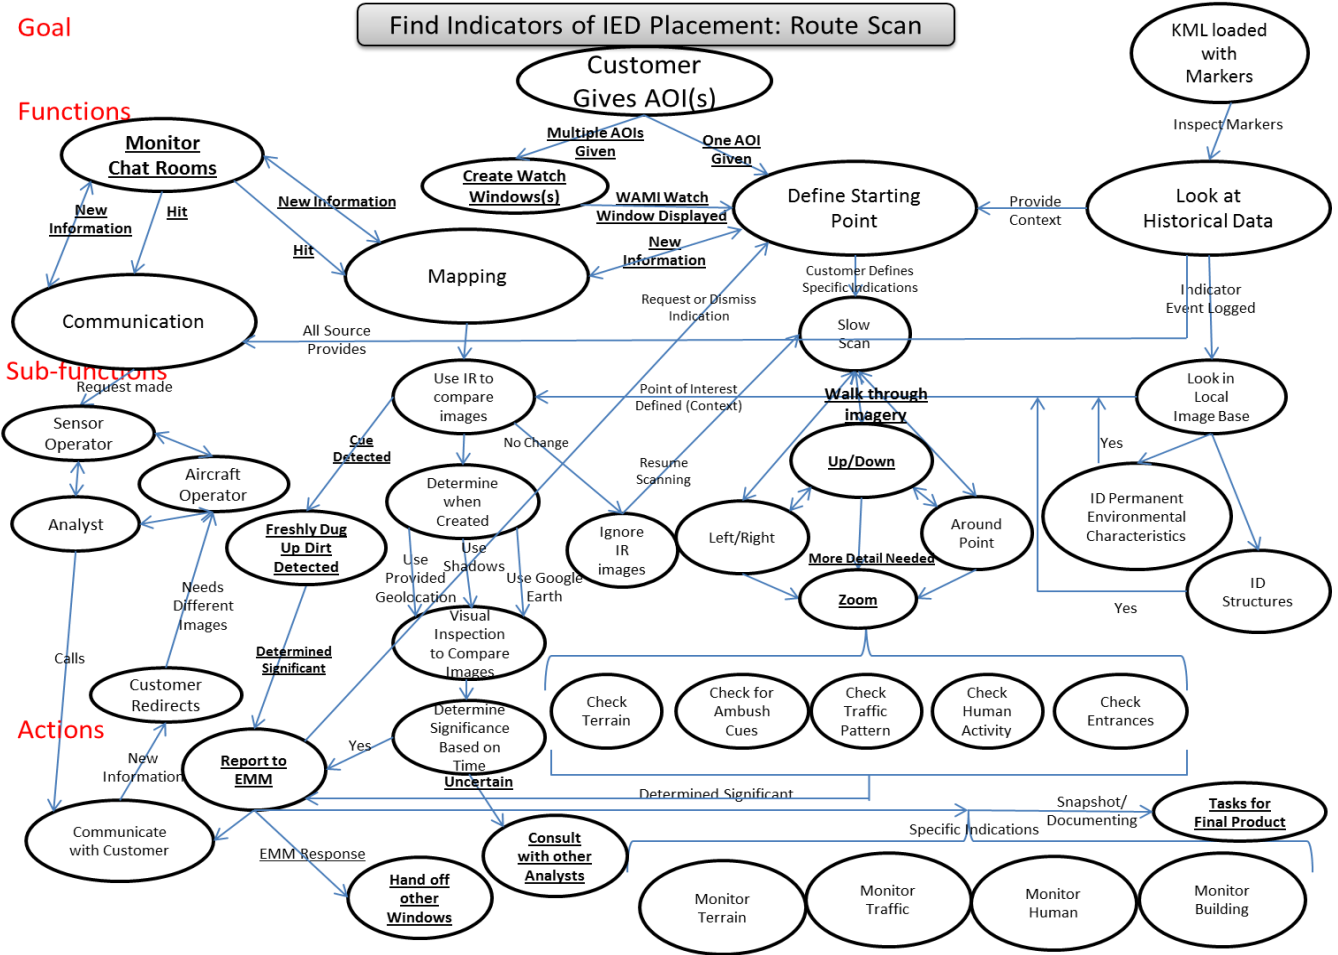 Goal
Find Indicators of IED Placement: Route Scan
KML loaded
with
Markers
Customer
Gives AOI(s)
Functions
Inspect Markers
Monitor
Chat Rooms
Multiple AOIs
Given
One AOI
Given
Create Watch
Windows(s)
WAMI Watch
Window Displayed
Define Starting
Point
Provide
Context
Look at
Historical Data
New
Information
Hit
New Information
Hit
Mapping
New
Information
Customer Defines
Specific Indications
Indicator
Event Logged
Communication
All Source
Provides
Request or Dismiss
Indication
Slow
Scan
Sub-functions
Request made
Use IR to
compare
images
Point of Interest
Defined (Context)
Walk through
imagery
Look in
Local
Image Base
Sensor
Operator
Cue
Detected
No Change
Yes
Aircraft
Operator
Resume
Scanning
Up/Down
Determine
when
Created
ID Permanent
Environmental
Characteristics
Analyst
Freshly Dug
Up Dirt
Detected
Ignore
IR
images
Left/Right
Around
Point
Use
Provided
Geolocation
Use
Shadows
Use Google
Earth
More Detail Needed
Zoom
ID
Structures
Yes
Needs
Different
Images
Visual
Inspection
to Compare
Images
Calls
Determined
Significant
Customer
Redirects
Check
Terrain
Check for
Ambush
Cues
Check
Traffic
Pattern
Check
Human
Activity
Check
Entrances
Actions
Determine
Significance
Based on
Time
Yes
Report to
EMM
New
Information
Uncertain
Determined Significant
Snapshot/
Documenting
Tasks for
Final Product
Communicate
with Customer
Specific Indications
EMM Response
Consult
with other
Analysts
Hand off
other
Windows
Monitor
Terrain
Monitor
Traffic
Monitor
Human
Monitor
Building